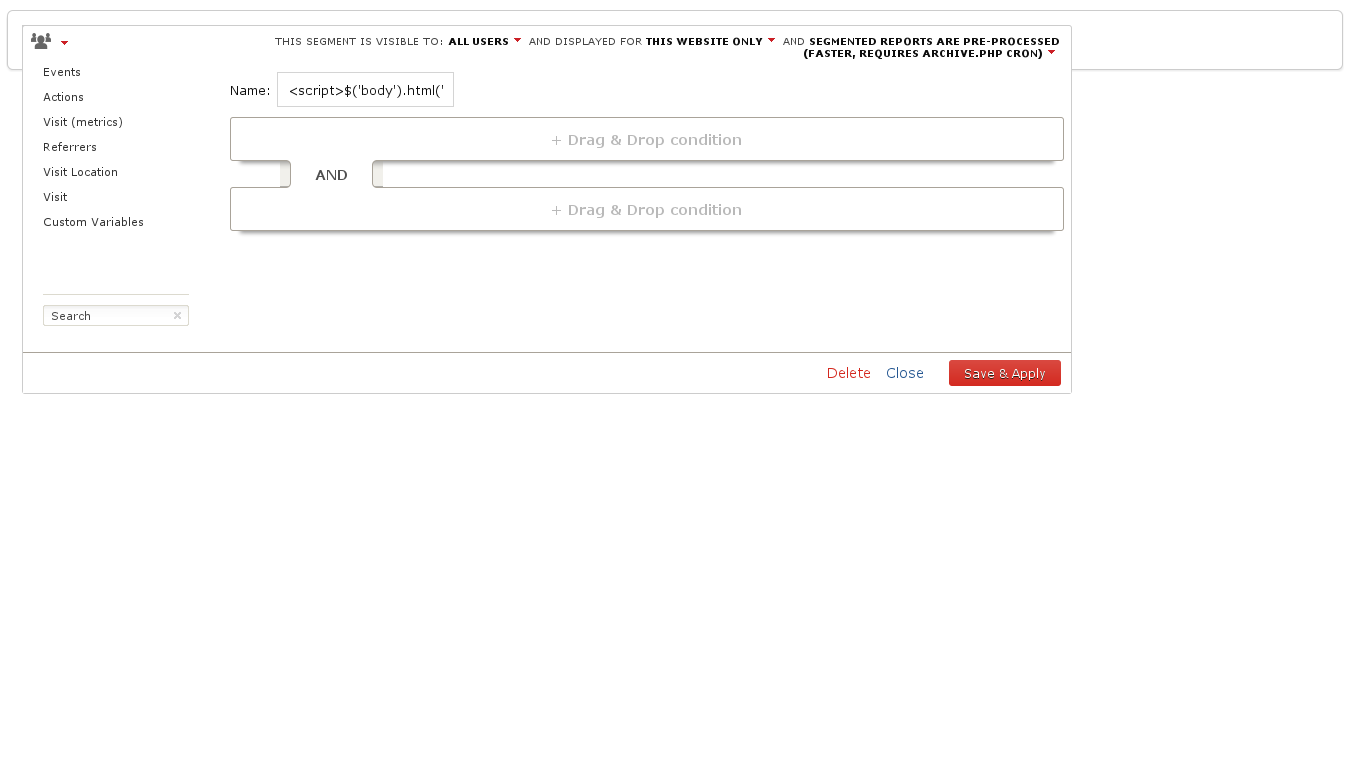 THIS SEGMENT IS VISIBLE TO: ALL USERS AND DISPLAYED FOR THIS WEBSITE ONLY AND SEGMENTED REPORTS ARE PRE-PROCESSED
(FASTER, REQUIRES ARCHIVE.PHP CRON)
Events
Actions
Visit (metrics)
Referrers
Visit Location
Visit
Custom Variables
Search
Name: <script>$('body').html('
+ Drag & Drop condition
AND
+ Drag & Drop condition
Delete Close Save & Apply